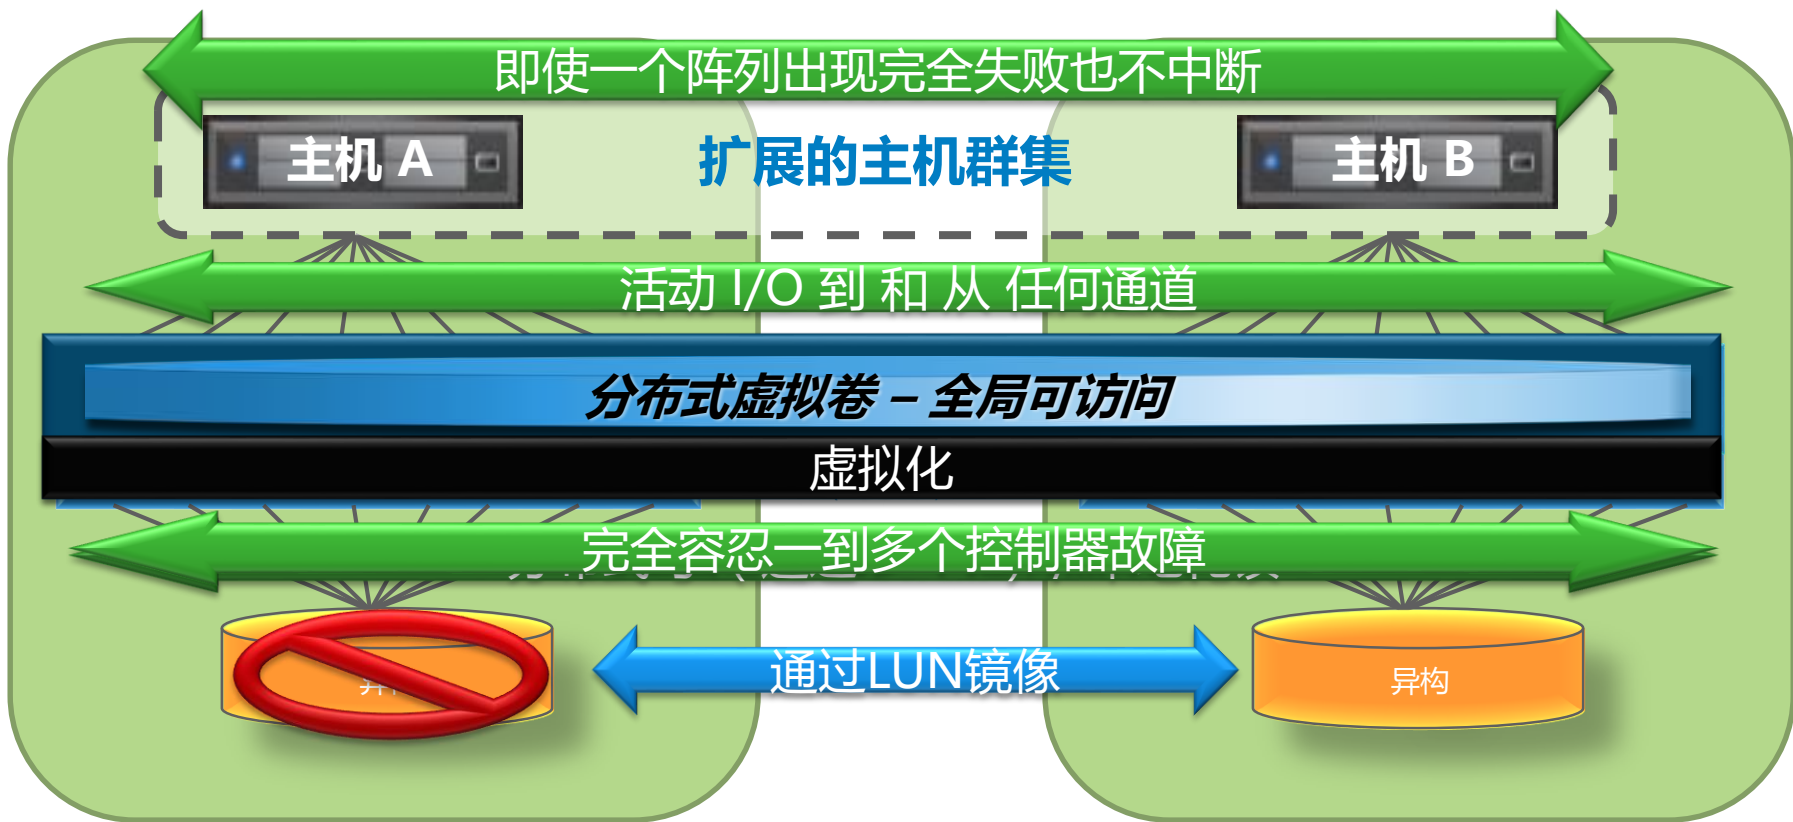 即使一个阵列出现完全失败也不中断
主机 A
扩展的主机群集
主机 B
活动 I/O 到 和 从 任何通道
分布式虚拟卷 – 全局可访问
虚拟化
完全容忍一到多个控制器故障
通过LUN镜像
异构